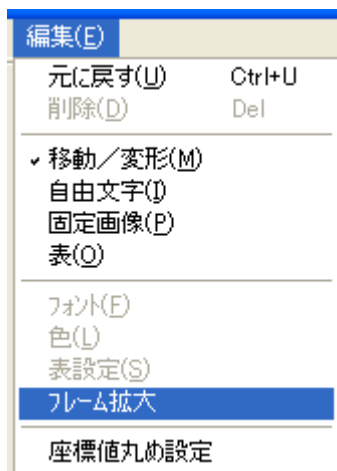 編集(E)
元に戻す(U) Ctrl+U
削除(D) Del
移動／変形(M)
自由文字(I)
固定画像(P)
表(O)
ﾌｫﾝﾄ(F)
色(L)
表設定(S)
ﾌﾚｰﾑ拡大
座標値丸め設定